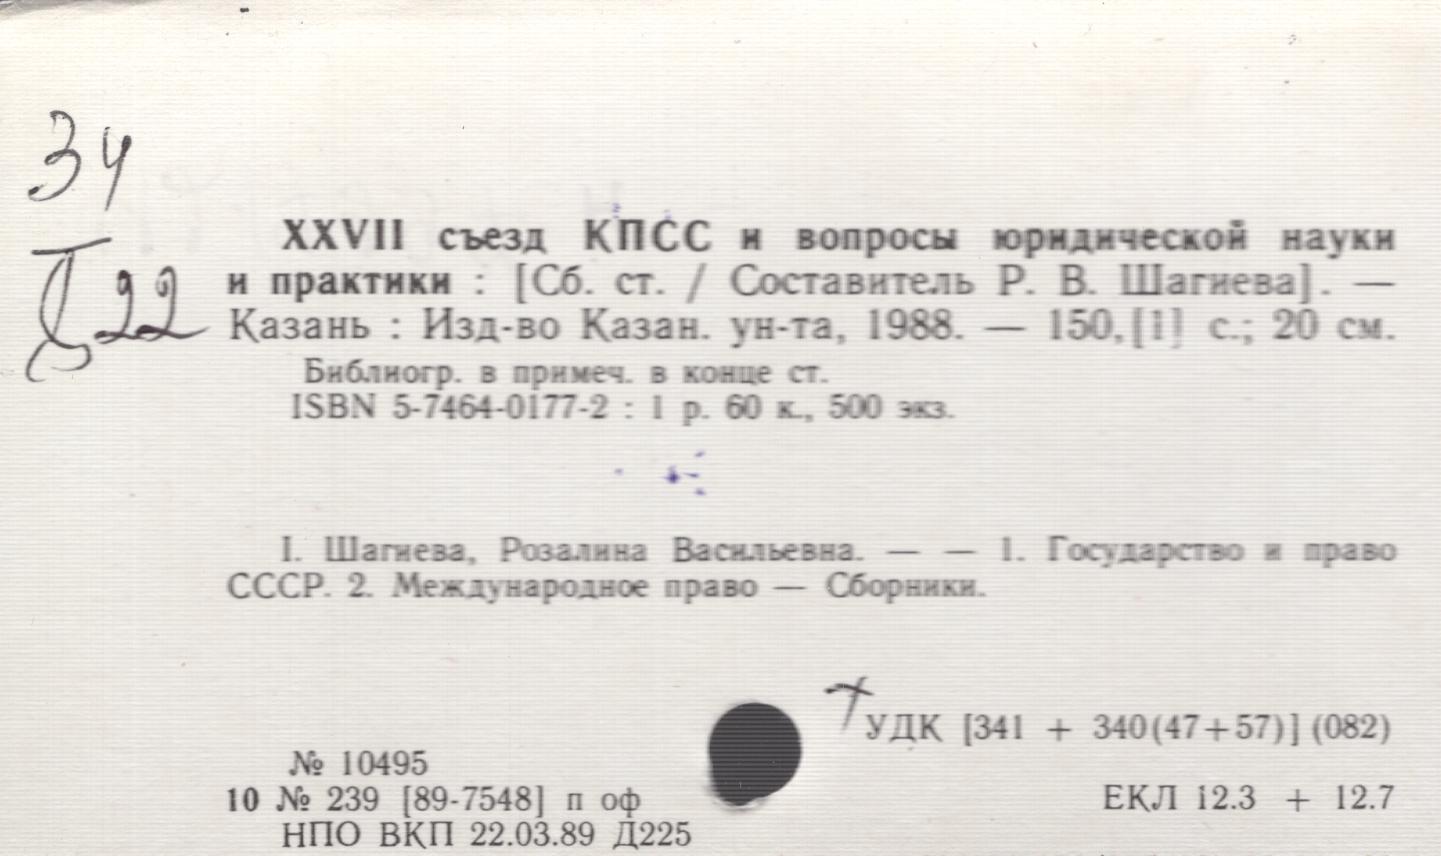 34
Д22
XXVII съезд КПСС и вопросы юридической науки
и практики : [Сб. ст. / Составитель Р. В. Шагиева]. —
Казань : Изд-во Казан. ун-та, 1988. — 150,[1] с.; 20 см.
Библиогр. в примеч. в конце ст.
ISBN 5-7464-0177-2 : 1 р. 60 к., 500 экз.
I. Шагиева, Розалина Васильевна. — — 1. Государство и право
СССР. 2. Международное право — Сборники.
УДК [341 + 340(47+57)] (082)
№ 10495
10 № 239 [89-7548] п оф
ЕКЛ 12.3 + 12.7
НПО ВКП 22.03.89 Д225